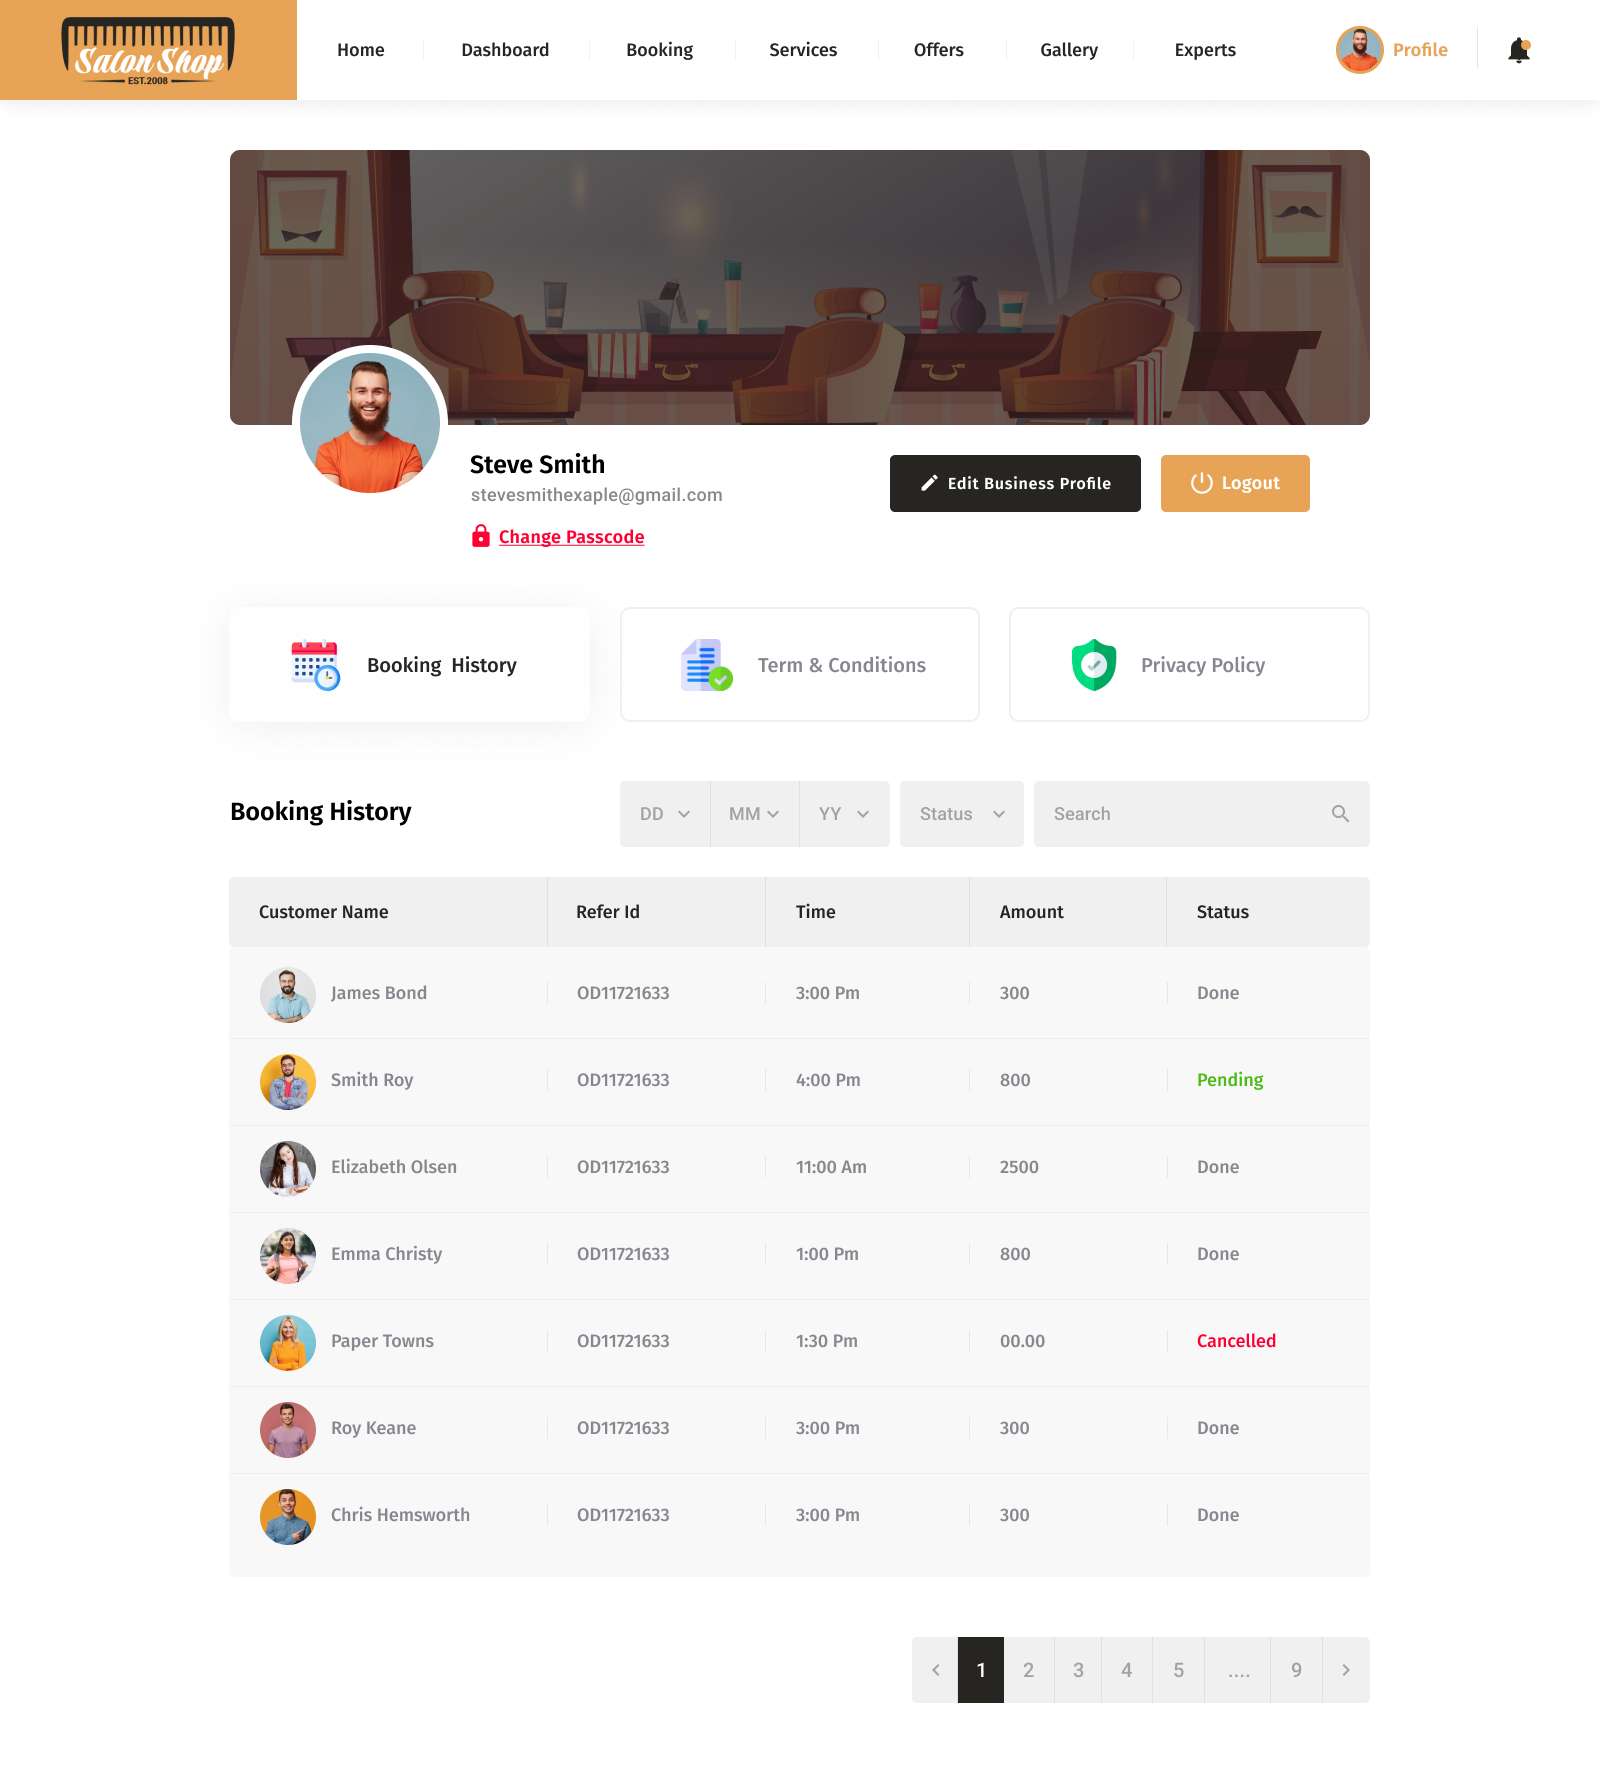 Salon Shop
EST.2008
Home Dashboard Booking Services Offers Gallery Experts Profile
Steve Smith
stevesmithexaple@gmail.com
Change Passcode
Edit Business Profile
Logout
Booking History
Term & Conditions
Privacy Policy
Booking History
DD MM YY Status Search
Customer Name Refer Id Time Amount Status
James Bond OD11721633 3:00 Pm 300 Done
Smith Roy OD11721633 4:00 Pm 800 Pending
Elizabeth Olsen OD11721633 11:00 Am 2500 Done
Emma Christy OD11721633 1:00 Pm 800 Done
Paper Towns OD11721633 1:30 Pm 00.00 Cancelled
Roy Keane OD11721633 3:00 Pm 300 Done
Chris Hemsworth OD11721633 3:00 Pm 300 Done
1 2 3 4 5 .... 9